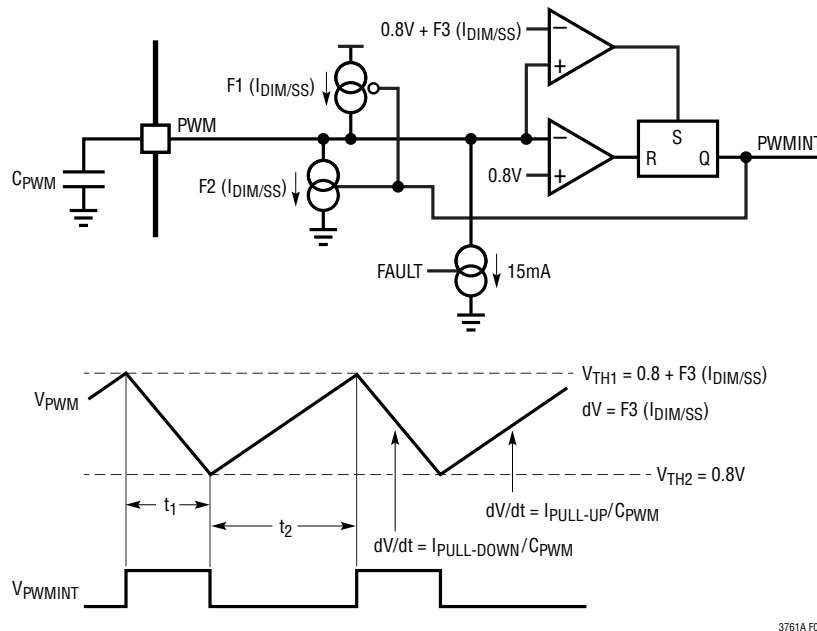 0.8V + F3 (IDIM/SS)
−
+
F1 (IDIM/SS)
PWM
−
+
0.8V
S
R
Q
PWMINT
CPWM
F2 (IDIM/SS)
FAULT
15mA
VTH1 = 0.8 + F3 (IDIM/SS)
VPWM
dV = F3 (IDIM/SS)
VTH2 = 0.8V
t1
t2
dV/dt = IPULL-UP/CPWM
dV/dt = IPULL-DOWN/CPWM
VPWMINT
3761A F0